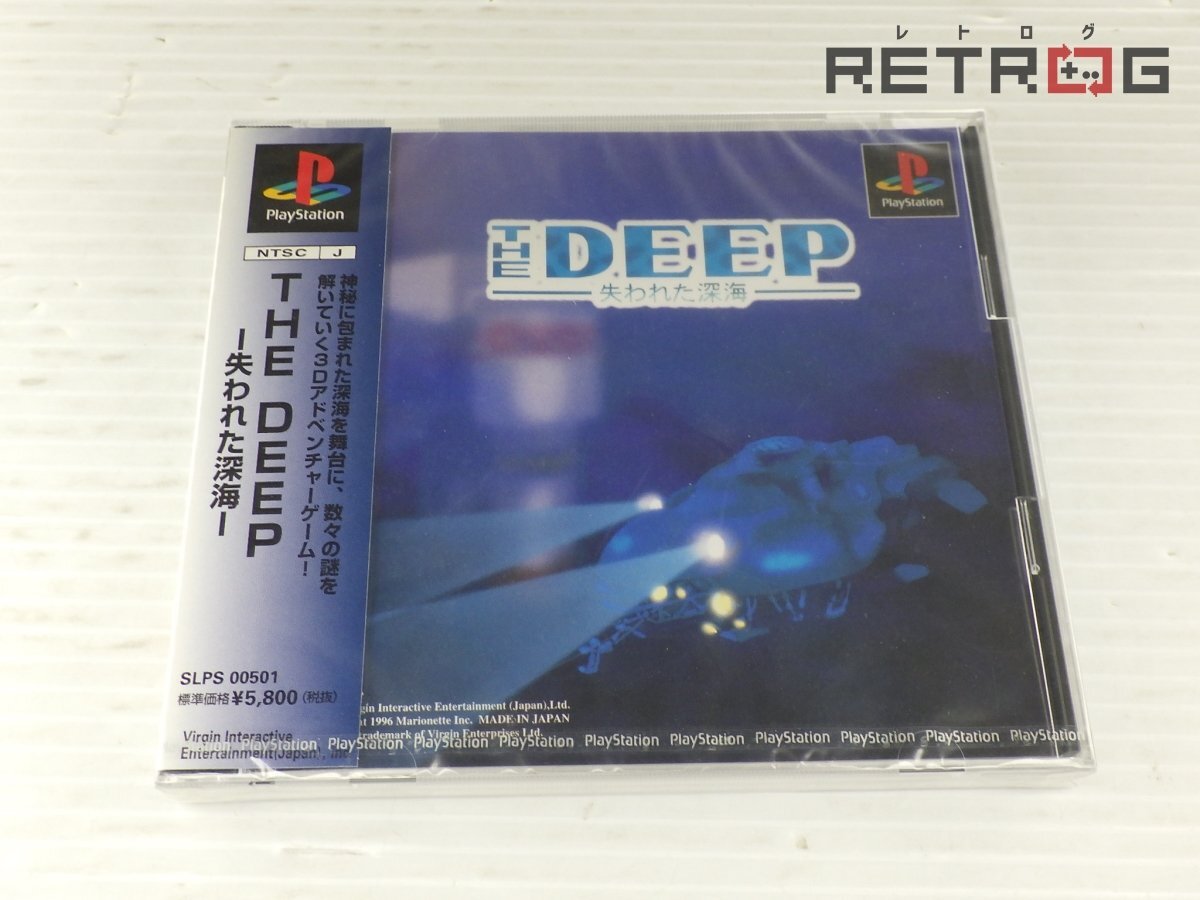 レトログ
RETROG
PlayStation
NTSC J
神秘に包まれた深海を舞台に、数々の謎を
解いていく3Dアドベンチャーゲーム!
THE DEEP
ー失われた深海ー
SLPS 00501
標準価格¥5,800(税抜)
Virgin Interactive
Entertainment(Japan), Inc.
PlayStation
THE DEEP
失われた深海
Interactive Entertainment (Japan),Ltd.
1996 Marionette Inc. MADE IN JAPAN
trademark of Virgin Enterprises Ltd.
PlayStation PlayStation PlayStation PlayStation PlayStation PlayStation PlayStation PlayStation PlayStation